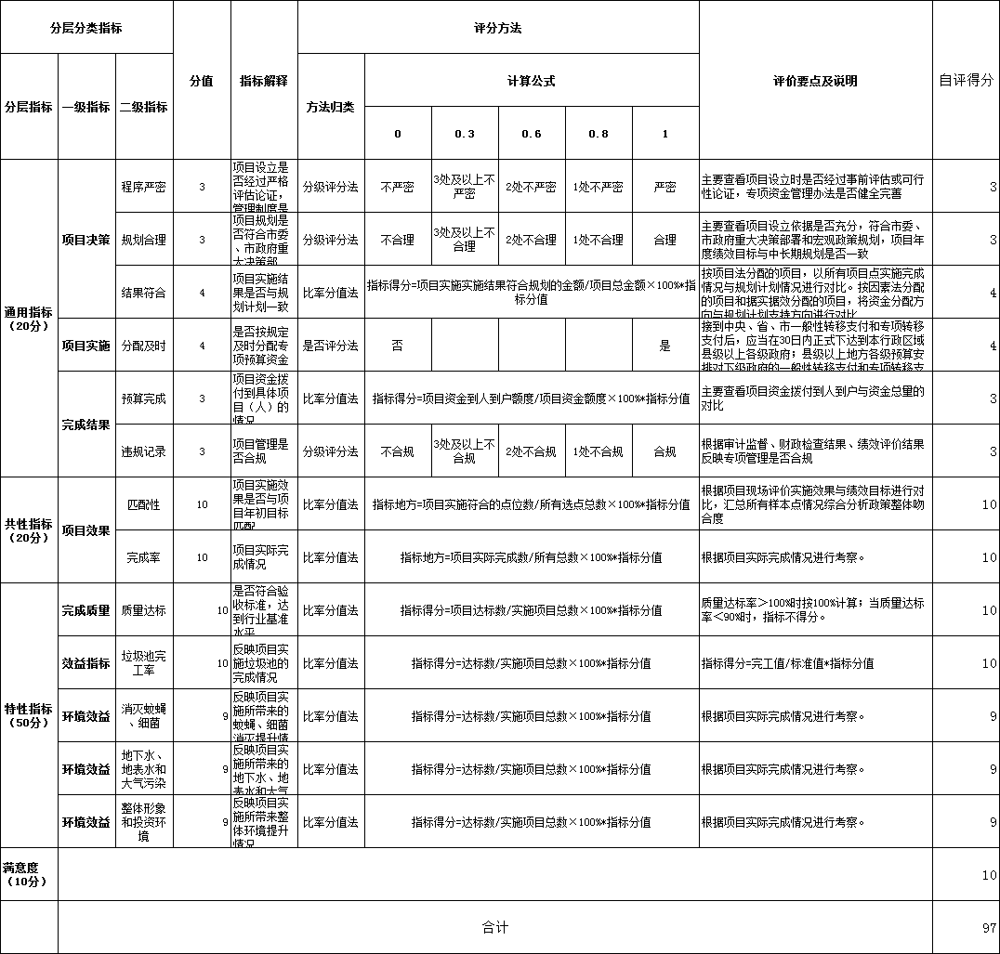 分层分类指标
分值
指标解释
评分方法
评价要点及说明
自评得分
分层指标
一级指标
二级指标
方法归类
计算公式
0
0.3
0.6
0.8
1
通用指标
（20分）
项目决策
程序严密
3
项目设立是
否经过严格
评估论证，
管理制度是
分级评分法
不严密
3处及以上不
严密
2处不严密
1处不严密
严密
主要查看项目设立时是否经过事前评估或可行
性论证，专项资金管理办法是否健全完善
3
规划合理
3
项目规划是
否符合市委
、市政府重
大决策部
分级评分法
不合理
3处及以上不
合理
2处不合理
1处不合理
合理
主要查看项目设立依据是否充分，符合市委、
市政府重大决策部署和宏观政策规划，项目年
度绩效目标与中长期规划是否一致
3
结果符合
4
项目实施结
果是否与规
划计划一致
比率分值法
指标得分=项目实施实施结果符合规划的金额/项目总金额×100%*指
标分值
按项目法分配的项目，以所有项目点实施完成
情况与规划计划情况进行对比。按因素法分配
的项目和据实据效分配的项目，将资金分配方
向与规划计划支持方向进行对比
4
项目实施
分配及时
4
是否按规定
及时分配专
项预算资金
是否评分法
否
是
接到中央、省、市一般性转移支付和专项转移
支付后，应当在30日内正式下达到本行政区域
县级以上各级政府；县级以上地方各级预算安
排对下级政府的一般性转移支付和专项转移支
4
完成结果
预算完成
3
项目资金拨
付到具体项
目（人）的
情况
比率分值法
指标得分=项目资金到人到户额度/项目资金额度×100%*指标分值
主要查看项目资金拨付到人到户与资金总量的
对比
3
违规记录
3
项目管理是
否合规
分级评分法
不合规
3处及以上不
合规
2处不合规
1处不合规
合规
根据审计监督、财政检查结果、绩效评价结果
反映专项管理是否合规
3
共性指标
（20分）
项目效果
匹配性
10
项目实施效
果是否与项
目年初目标
匹配
比率分值法
指标地方=项目实施符合的点位数/所有选点总数×100%*指标分值
根据项目现场评价实施效果与绩效目标进行对
比，汇总所有样本点情况综合分析政策整体吻
合度
10
完成率
10
项目实际完
成情况
比率分值法
指标地方=项目实际完成数/所有总数×100%*指标分值
根据项目实际完成情况进行考察。
10
特性指标
（50分）
完成质量
质量达标
10
是否符合验
收标准，达
到行业基准
水平
比率分值法
指标得分=项目达标数/实施项目总数×100%*指标分值
质量达标率＞100%时按100%计算；当质量达标
率＜90%时，指标不得分。
10
效益指标
垃圾池完
工率
10
反映项目实
施垃圾池的
完成情况
比率分值法
指标得分=达标数/实施项目总数×100%*指标分值
指标得分=完工值/标准值*指标分值
10
环境效益
消灭蚊蝇
、细菌
9
反映项目实
施所带来的
蚊蝇、细菌
消灭提升情
比率分值法
指标得分=达标数/实施项目总数×100%*指标分值
根据项目实际完成情况进行考察。
9
环境效益
地下水、
地表水和
大气污染
9
反映项目实
施所带来的
地下水、地
表水和大气
比率分值法
指标得分=达标数/实施项目总数×100%*指标分值
根据项目实际完成情况进行考察。
9
环境效益
整体形象
和投资环
境
9
反映项目实
施所带来整
体环境提升
情况
比率分值法
指标得分=达标数/实施项目总数×100%*指标分值
根据项目实际完成情况进行考察。
9
满意度
（10分）
10
合计
97